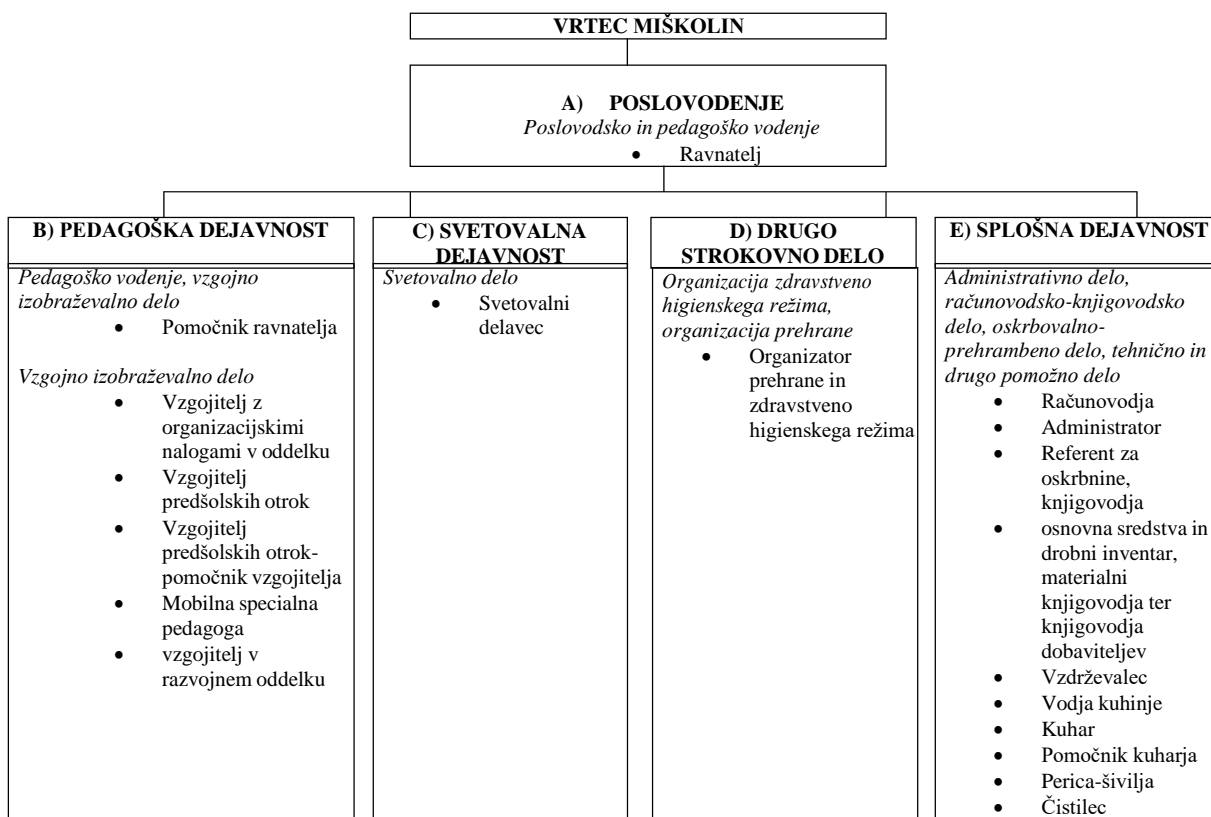 VRTEC MIŠKOLIN
A) POSLOVODENJE
Poslovodsko in pedagoško vodenje
• Ravnatelj
B) PEDAGOŠKA DEJAVNOST
Pedagoško vodenje, vzgojno
izobraževalno delo
• Pomočnik ravnatelja
Vzgojno izobraževalno delo
• Vzgojitelj z
organizacijskimi
nalogami v oddelku
• Vzgojitelj
predšolskih otrok
• Vzgojitelj
predšolskih otrok-
pomočnik vzgojitelja
• Mobilna specialna
pedagoga
• vzgojitelj v
razvojnem oddelku
C) SVETOVALNA
DEJAVNOST
Svetovalno delo
• Svetovalni
delavec
D) DRUGO
STROKOVNO DELO
Organizacija zdravstveno
higienskega režima,
organizacija prehrane
• Organizator
prehrane in
zdravstveno
higienskega režima
E) SPLOŠNA DEJAVNOST
Administrativno delo,
računovodsko-knjigovodsko
delo, oskrbovalno-
prehrambeno delo, tehnično in
drugo pomožno delo
• Računovodja
• Administrator
• Referent za
oskrbnine,
knjigovodja
• osnovna sredstva in
drobni inventar,
materialni
knjigovodja ter
knjigovodja
dobaviteljev
• Vzdrževalec
• Vodja kuhinje
• Kuhar
• Pomočnik kuharja
• Perica-šivilja
• Čistilec